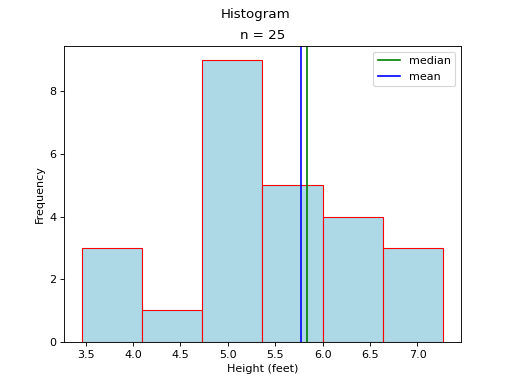 Histogram
n = 25
median
mean
Frequency
8
6
4
2
0
3.5 4.0 4.5 5.0 5.5 6.0 6.5 7.0
Height (feet)